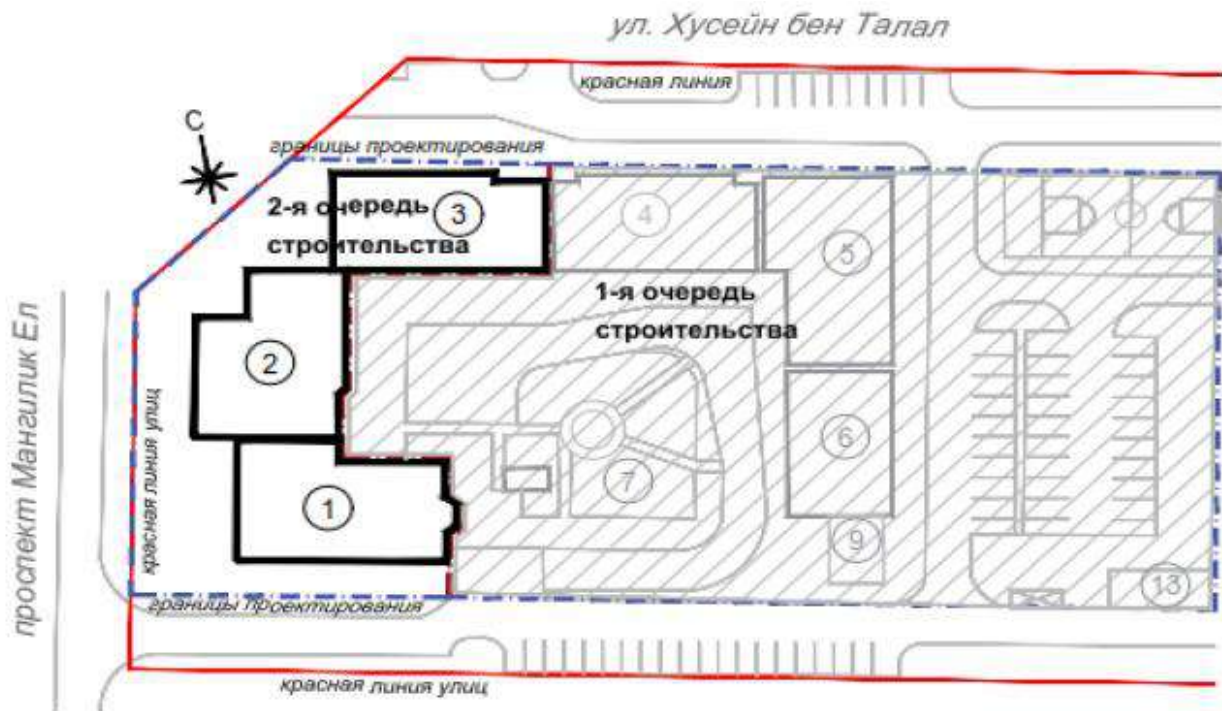 ул. Хусейн бен Талал
красная линия
С
границы проектирования
2-я очередь
строительства
3
4
5
1-я очередь
строительства
2
6
проспект Мангилик Ел
красная линия улиц
7
1
9
13
границы проектирования
красная линия улиц